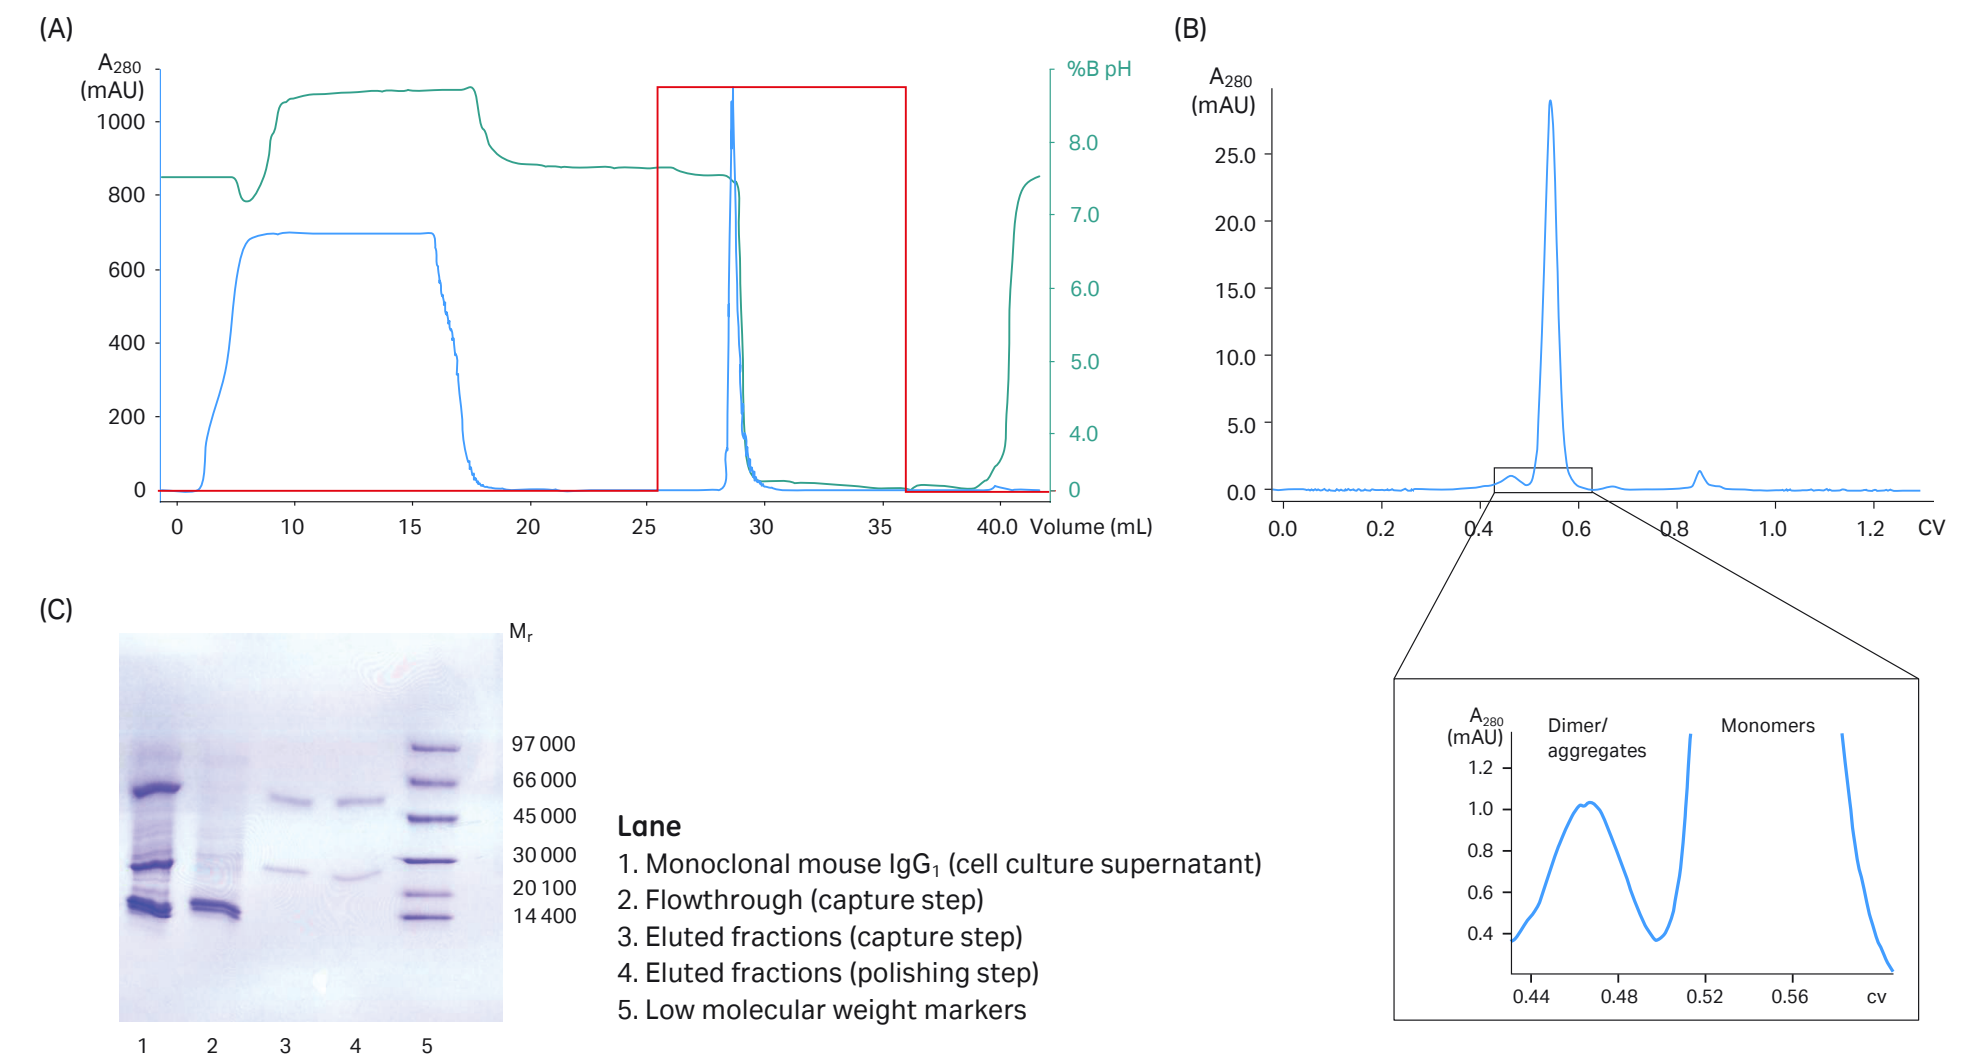 (A)
A280
(mAU)
1000
800
600
400
200
0
%B pH
8.0
7.0
6.0
5.0
4.0
0
0 10 15 20 25 30 35 40.0 Volume (mL)
(B)
A280
(mAU)
25.0
20.0
15.0
10.0
5.0
0.0
0.0 0.2 0.4 0.6 0.8 1.0 1.2 CV
A280
(mAU)
Dimer/
aggregates
Monomers
1.2
1.0
0.8
0.6
0.4
0.44 0.48 0.52 0.56 cv
(C)
Mr
97 000
66 000
45 000
30 000
20 100
14 400
1 2 3 4 5
Lane
1. Monoclonal mouse IgG1 (cell culture supernatant)
2. Flowthrough (capture step)
3. Eluted fractions (capture step)
4. Eluted fractions (polishing step)
5. Low molecular weight markers